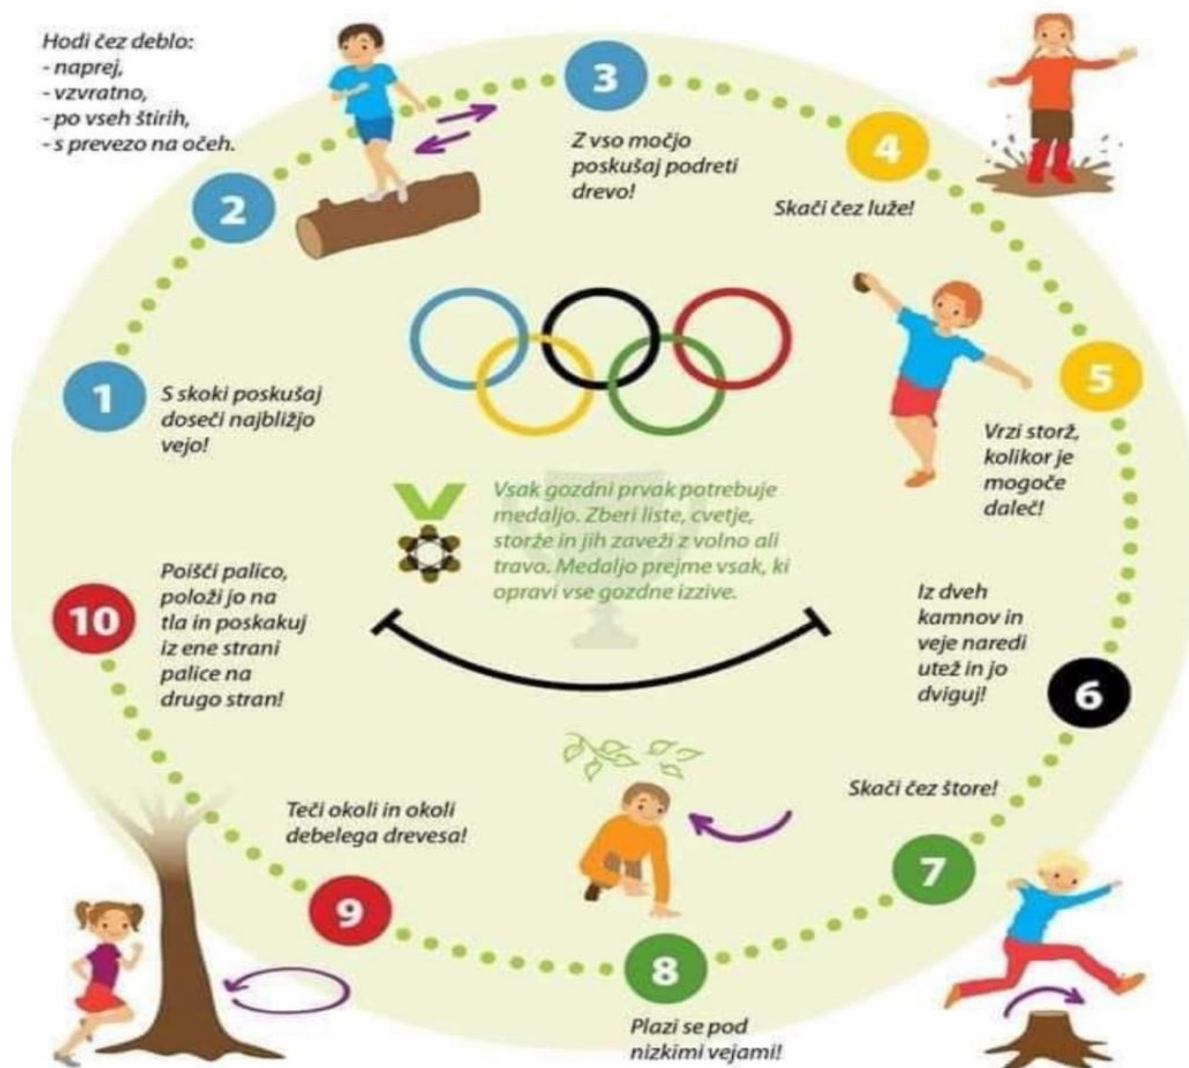 1
S skoki poskušaj
doseči najbližjo
vejo!
2
Hodi čez deblo:
- naprej,
- vzvratno,
- po vseh štirih,
- s prevezo na očeh.
3
Z vso močjo
poskušaj podreti
drevo!
4
Skači čez luže!
5
Vrzi storž,
kolikor je
mogoče
daleč!
6
Iz dveh
kamnov in
veje naredi
utež in jo
dviguj!
7
Skači čez štore!
8
Plazi se pod
nizkimi vejami!
9
Teči okoli in okoli
debelega drevesa!
10
Poišči palico,
položi jo na
tla in poskakuj
iz ene strani
palice na
drugo stran!
Vsak gozdni prvak potrebuje
medaljo. Zberi liste, cvetje,
storže in jih zaveži z volno ali
travo. Medaljo prejme vsak, ki
opravi vse gozdne izzive.